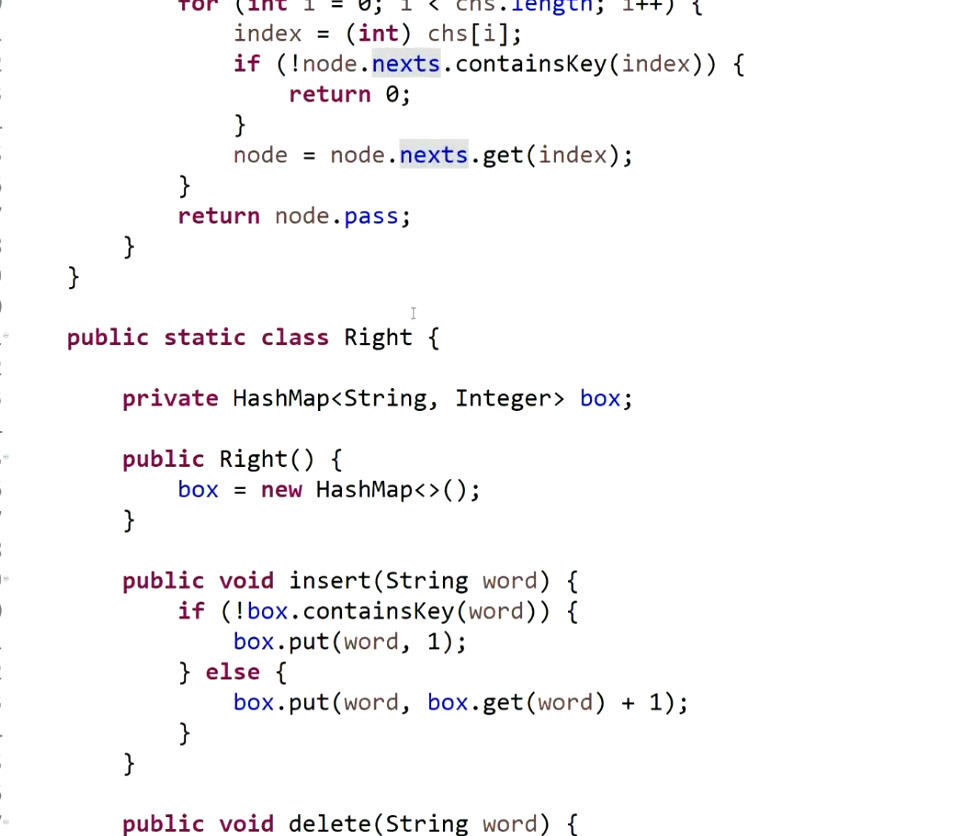 for (int i = 0; i < chs.length; i++) {
index = (int) chs[i];
if (!node.nexts.containsKey(index)) {
return 0;
}
node = node.nexts.get(index);
}
return node.pass;
}
}
public static class Right {
private HashMap<String, Integer> box;
public Right() {
box = new HashMap<>();
}
public void insert(String word) {
if (!box.containsKey(word)) {
box.put(word, 1);
} else {
box.put(word, box.get(word) + 1);
}
}
public void delete(String word) {